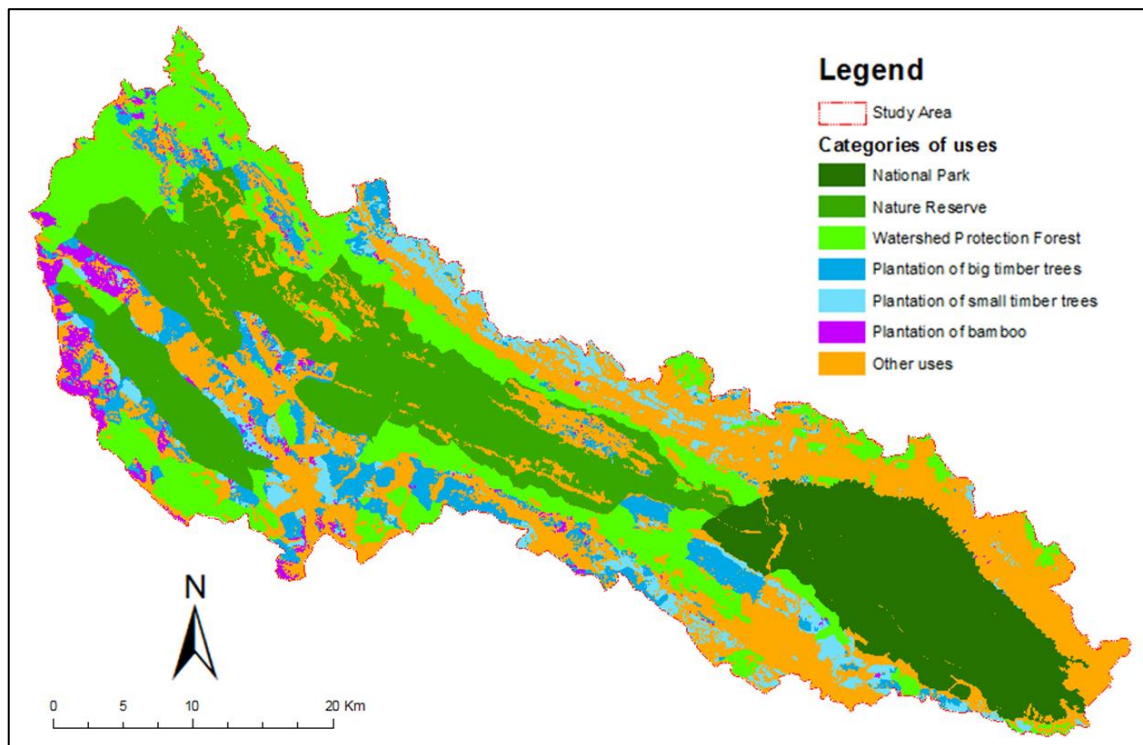 Legend
Study Area
Categories of uses
National Park
Nature Reserve
Watershed Protection Forest
Plantation of big timber trees
Plantation of small timber trees
Plantation of bamboo
Other uses
N
0 5 10 20 Km